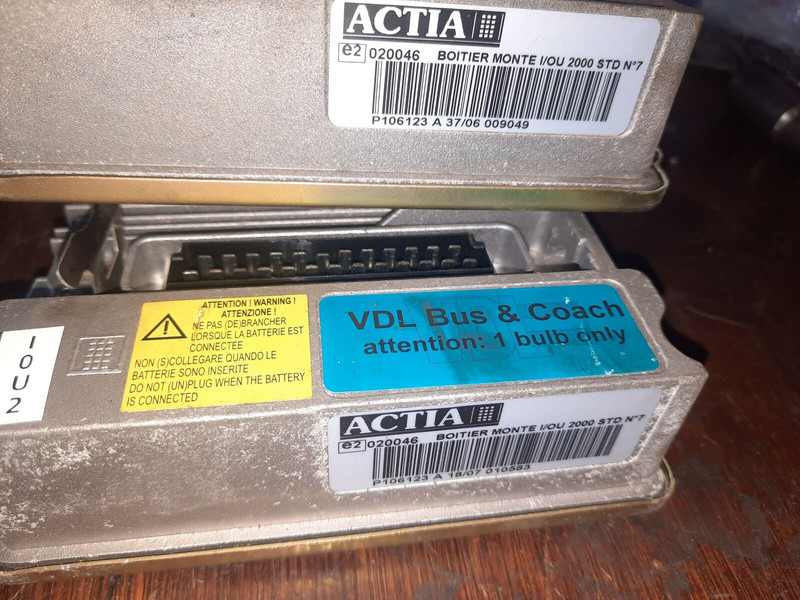 ACTIA
e2 020046 BOITIER MONTE I/OU 2000 STD N°7
P106123 A 37/06 009049
I
O
U
2
ATTENTION ! WARNING !
ATTENZIONE !
NE PAS (DE)BRANCHER
LORSQUE LA BATTERIE EST
CONNECTEE
NON (S)COLLEGARE QUANDO LE
BATTERIE SONO INSERITE
DO NOT (UN)PLUG WHEN THE BATTERY
IS CONNECTED
VDL Bus & Coach
attention: 1 bulb only
ACTIA
e2 020046 BOITIER MONTE I/OU 2000 STD N°7
P106123 A 18/07 010583